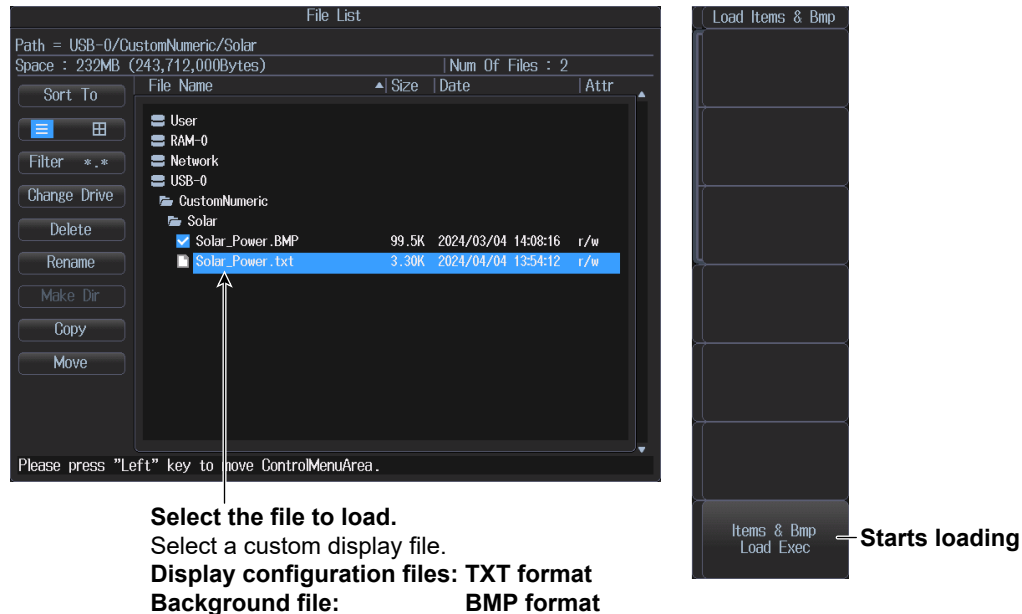 File List
Path = USB-0/CustomNumeric/Solar
Space : 232MB (243,712,000Bytes) Num Of Files : 2
File Name Size Date Attr
Sort To
Filter *.*
Change Drive
Delete
Rename
Make Dir
Copy
Move
User
RAM-0
Network
USB-0
CustomNumeric
Solar
Solar_Power.BMP 99.5K 2024/03/04 14:08:16 r/w
Solar_Power.txt 3.30K 2024/04/04 13:54:12 r/w
Please press "Left" key to move ControlMenuArea.
Select the file to load.
Select a custom display file.
Display configuration files: TXT format
Background file: BMP format
Load Items & Bmp
Items & Bmp
Load Exec
Starts loading